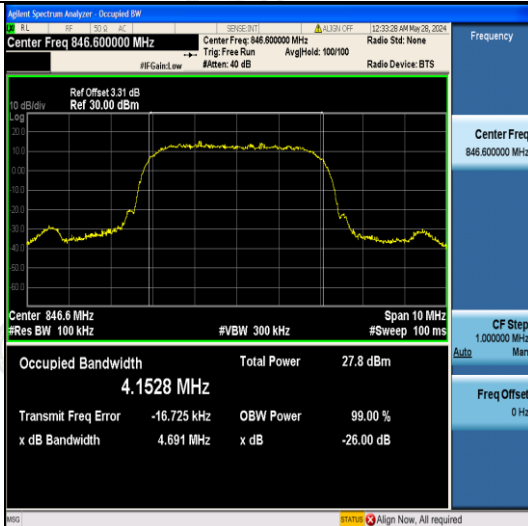 Agilent Spectrum Analyzer - Occupied BW
RL RF 50 Ω AC SENSE:INT ALIGN OFF 12:33:28 AM May 28, 2024
Center Freq 846.600000 MHz
Center Freq: 846.600000 MHz
Radio Std: None
Trig: Free Run Avg|Hold: 100/100
#IFGain:Low #Atten: 40 dB Radio Device: BTS
Frequency
Ref Offset 3.31 dB
10 dB/div Ref 30.00 dBm
Log
20.0
10.0
0.00
-10.0
-20.0
-30.0
-40.0
-50.0
-60.0
Center Freq
846.600000 MHz
Center 846.6 MHz Span 10 MHz
#Res BW 100 kHz #VBW 300 kHz #Sweep 100 ms
CF Step
1.000000 MHz
Auto Man
Occupied Bandwidth Total Power 27.8 dBm
4.1528 MHz
Transmit Freq Error -16.725 kHz OBW Power 99.00 %
x dB Bandwidth 4.691 MHz x dB -26.00 dB
Freq Offset
0 Hz
MSG STATUS Align Now, All required